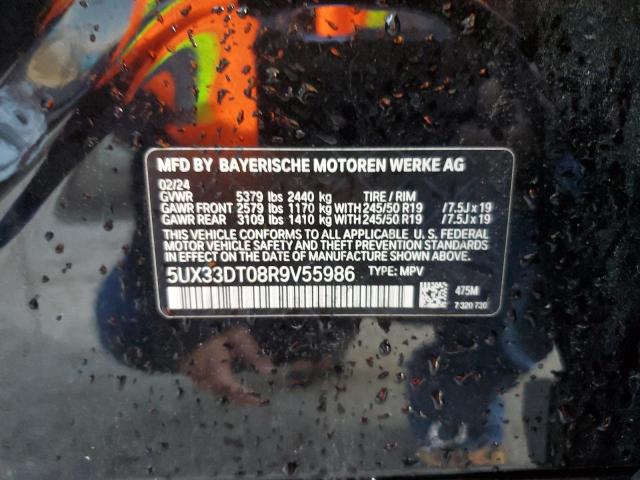 MFD BY BAYERISCHE MOTOREN WERKE AG
02/24
GVWR 5379 lbs 2440 kg TIRE / RIM
GAWR FRONT 2579 lbs 1170 kg WITH 245/50 R19 / 7.5J x 19
GAWR REAR 3109 lbs 1410 kg WITH 245/50 R19 / 7.5J x 19
THIS VEHICLE CONFORMS TO ALL APPLICABLE U. S. FEDERAL
MOTOR VEHICLE SAFETY AND THEFT PREVENTION STANDARDS
IN EFFECT ON THE DATE OF MANUFACTURE SHOWN ABOVE.
5UX33DT08R9V55986 TYPE: MPV
475M
7 320 730